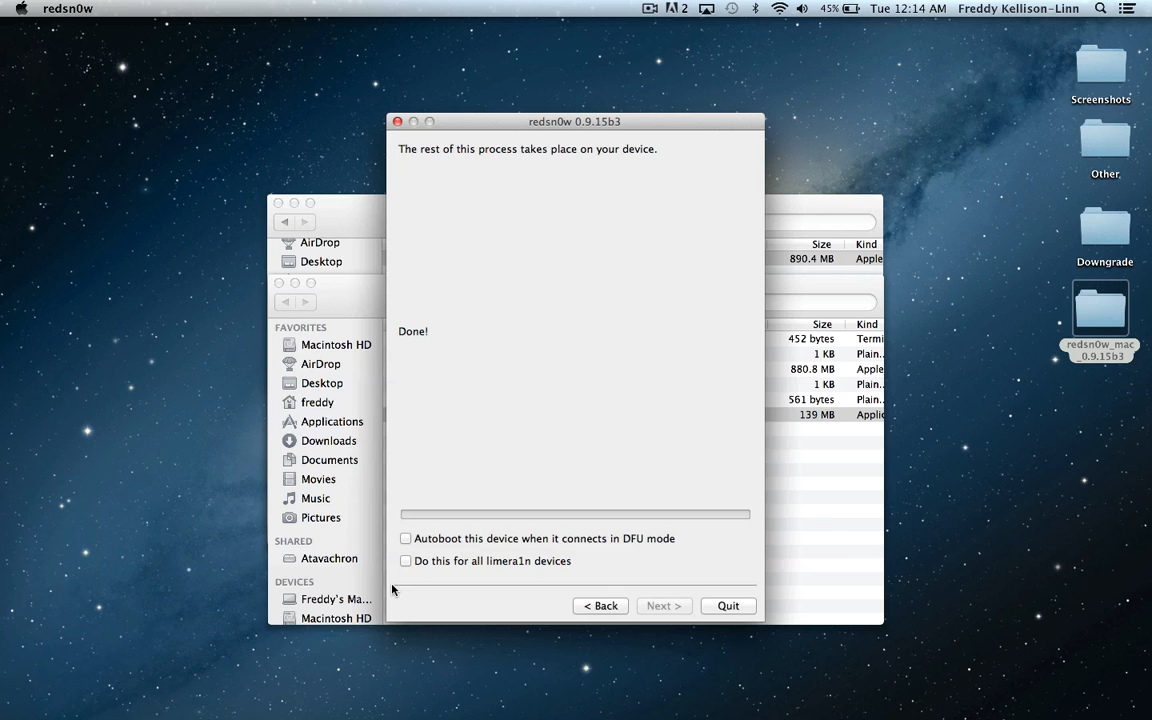 redsn0w
2
45%
Tue 12:14 AM
Freddy Kellison-Linn
Screenshots
Other
Downgrade
redsn0w_mac
_0.9.15b3
redsn0w 0.9.15b3
The rest of this process takes place on your device.
Done!
Autoboot this device when it connects in DFU mode
Do this for all limera1n devices
< Back
Next >
Quit
AirDrop
Desktop
Size
Kind
890.4 MB
Apple
FAVORITES
Macintosh HD
AirDrop
Desktop
freddy
Applications
Downloads
Documents
Movies
Music
Pictures
SHARED
Atavachron
DEVICES
Freddy's Ma...
Macintosh HD
Size
Kind
452 bytes
Termi
1 KB
Plain..
880.8 MB
Apple
1 KB
Plain..
561 bytes
Plain..
139 MB
Applic